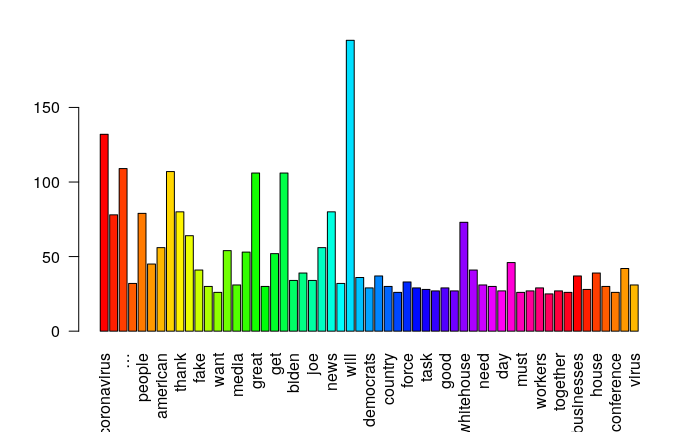 150
100
50
0
coronavirus
...
people
american
thank
fake
want
media
great
get
biden
joe
news
will
democrats
country
force
task
good
whitehouse
need
day
must
workers
together
businesses
house
conference
virus